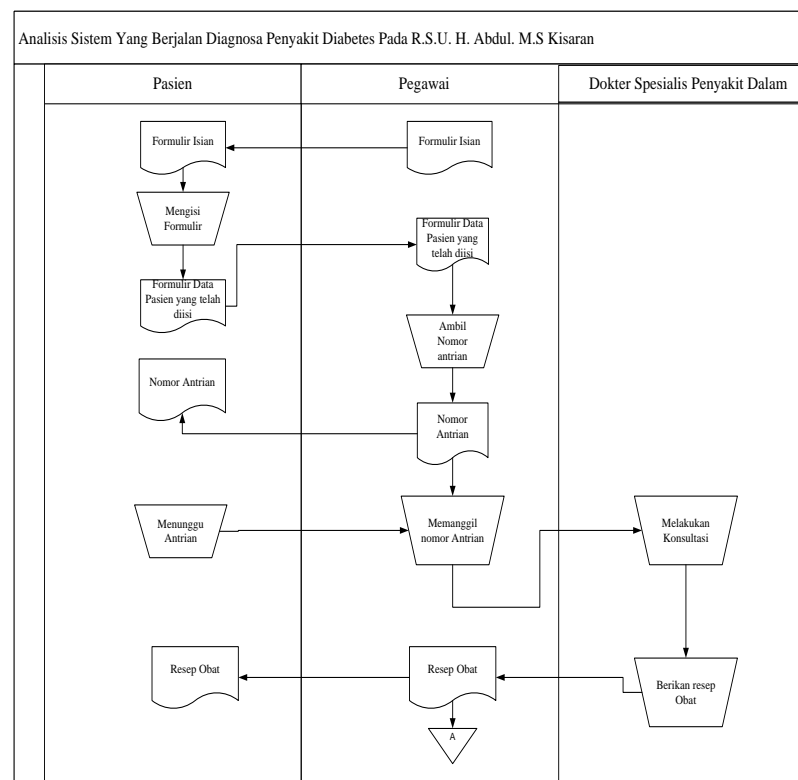 Analisis Sistem Yang Berjalan Diagnosa Penyakit Diabetes Pada R.S.U. H. Abdul. M.S Kisaran
Pasien
Pegawai
Dokter Spesialis Penyakit Dalam
Formulir Isian
Formulir Isian
Mengisi
Formulir
Formulir Data
Pasien yang
telah diisi
Formulir Data
Pasien yang telah
diisi
Ambil
Nomor
antrian
Nomor Antrian
Nomor
Antrian
Menunggu
Antrian
Memanggil
nomor Antrian
Melakukan
Konsultasi
Resep Obat
Resep Obat
Berikan resep
Obat
A